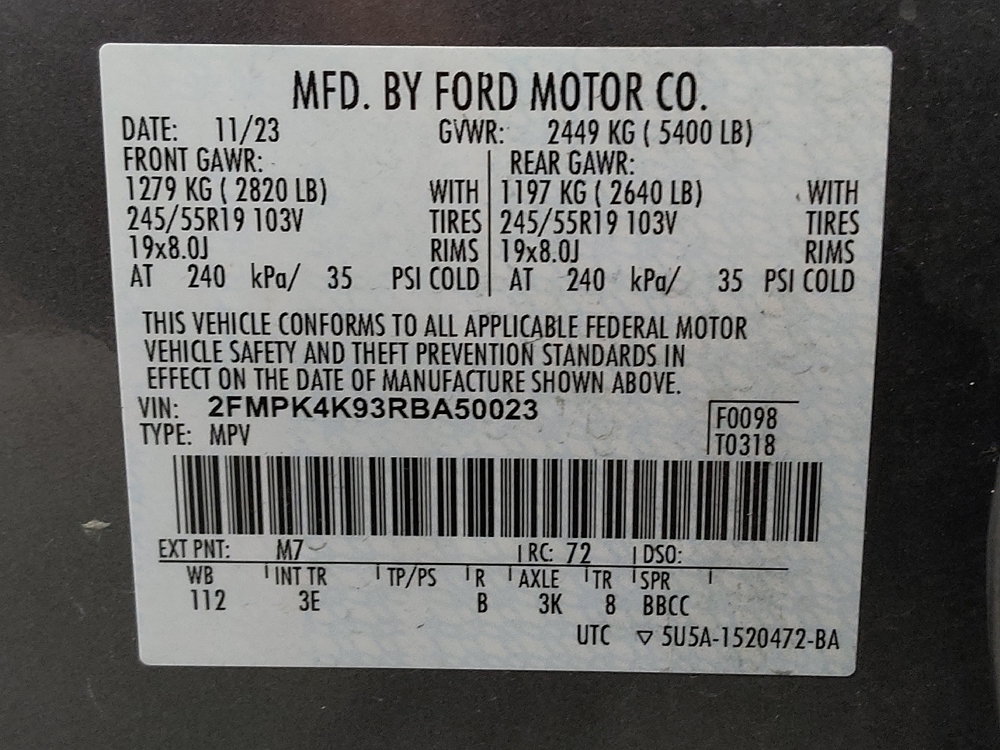 MFD. BY FORD MOTOR CO.
DATE: 11/23 GVWR: 2449 KG ( 5400 LB)
FRONT GAWR: REAR GAWR:
1279 KG ( 2820 LB) WITH 1197 KG ( 2640 LB) WITH
245/55R19 103V TIRES 245/55R19 103V TIRES
19x8.0J RIMS 19x8.0J RIMS
AT 240 kPa/ 35 PSI COLD AT 240 kPa/ 35 PSI COLD
THIS VEHICLE CONFORMS TO ALL APPLICABLE FEDERAL MOTOR
VEHICLE SAFETY AND THEFT PREVENTION STANDARDS IN
EFFECT ON THE DATE OF MANUFACTURE SHOWN ABOVE.
VIN: 2FMPK4K93RBA50023 F0098
TYPE: MPV T0318
EXT PNT: M7 RC: 72 DSO:
WB INT TR TP/PS R AXLE TR SPR
112 3E B 3K 8 BBCC
UTC ▽ 5U5A-1520472-BA